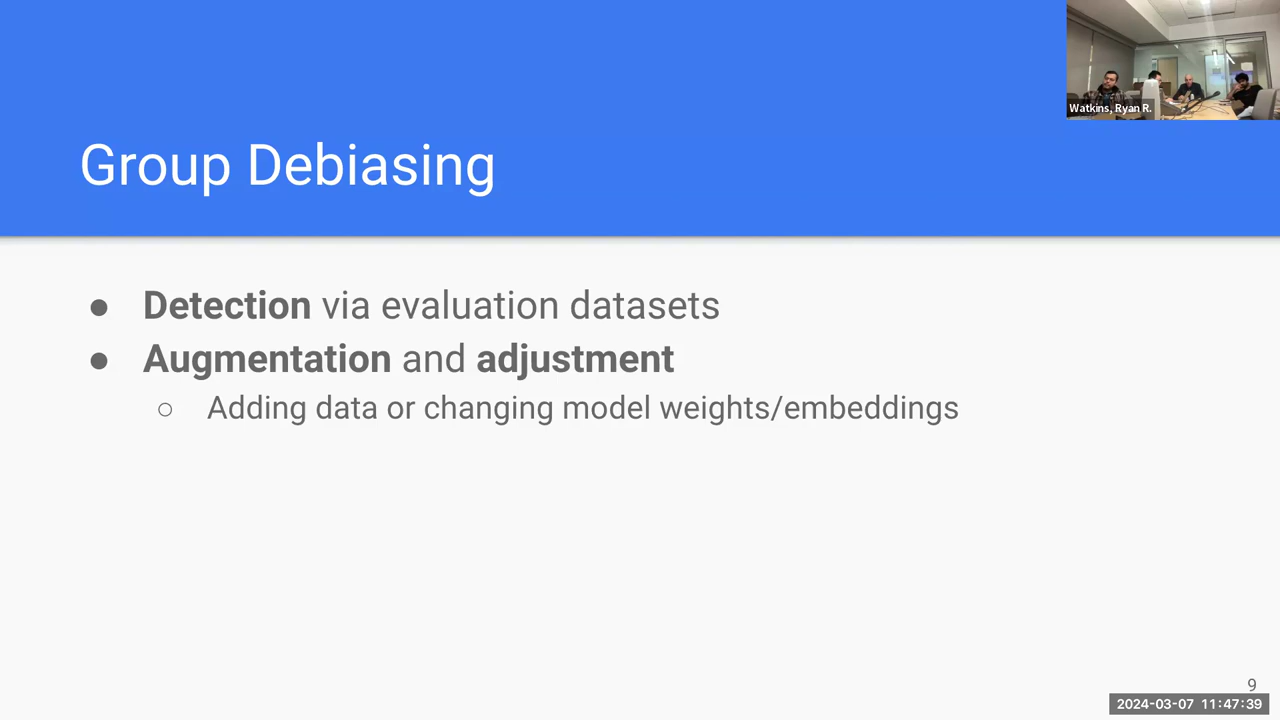 Watkins, Ryan R.
Group Debiasing
● Detection via evaluation datasets
● Augmentation and adjustment
○ Adding data or changing model weights/embeddings
9
2024-03-07 11:47:39